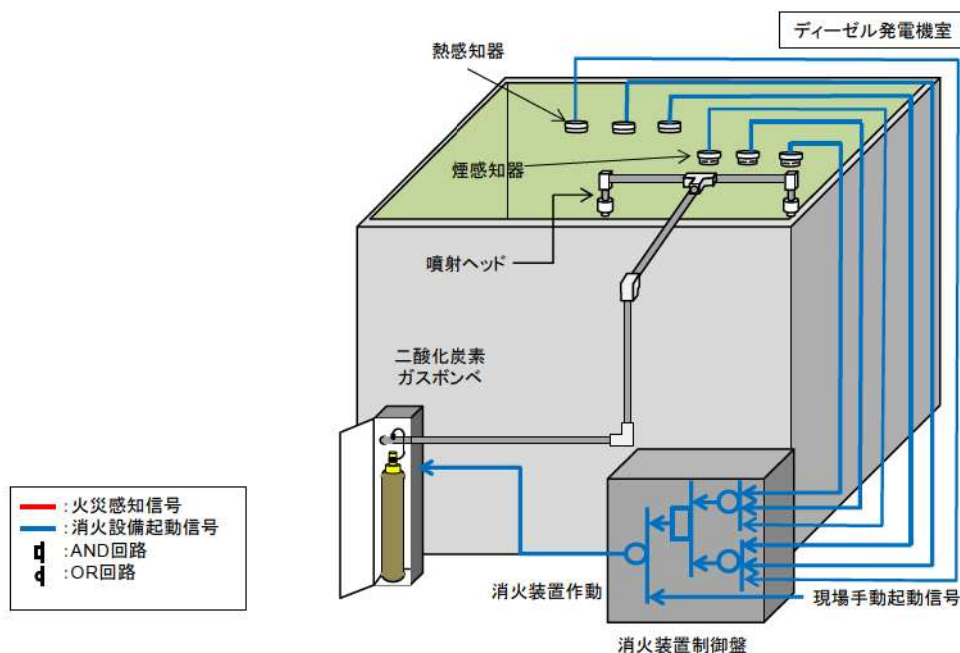 ディーゼル発電機室
熱感知器
煙感知器
噴射ヘッド
二酸化炭素
ガスボンベ
:火災感知信号
:消火設備起動信号
:AND回路
:OR回路
消火装置作動
現場手動起動信号
消火装置制御盤